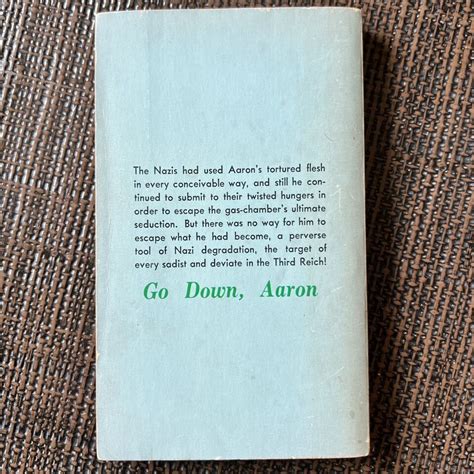 The Nazis had used Aaron's tortured flesh
in every conceivable way, and still he con-
tinued to submit to their twisted hungers in
order to escape the gas-chamber's ultimate
seduction. But there was no way for him to
escape what he had become, a perverse
tool of Nazi degradation, the target of
every sadist and deviate in the Third Reich!
Go Down, Aaron